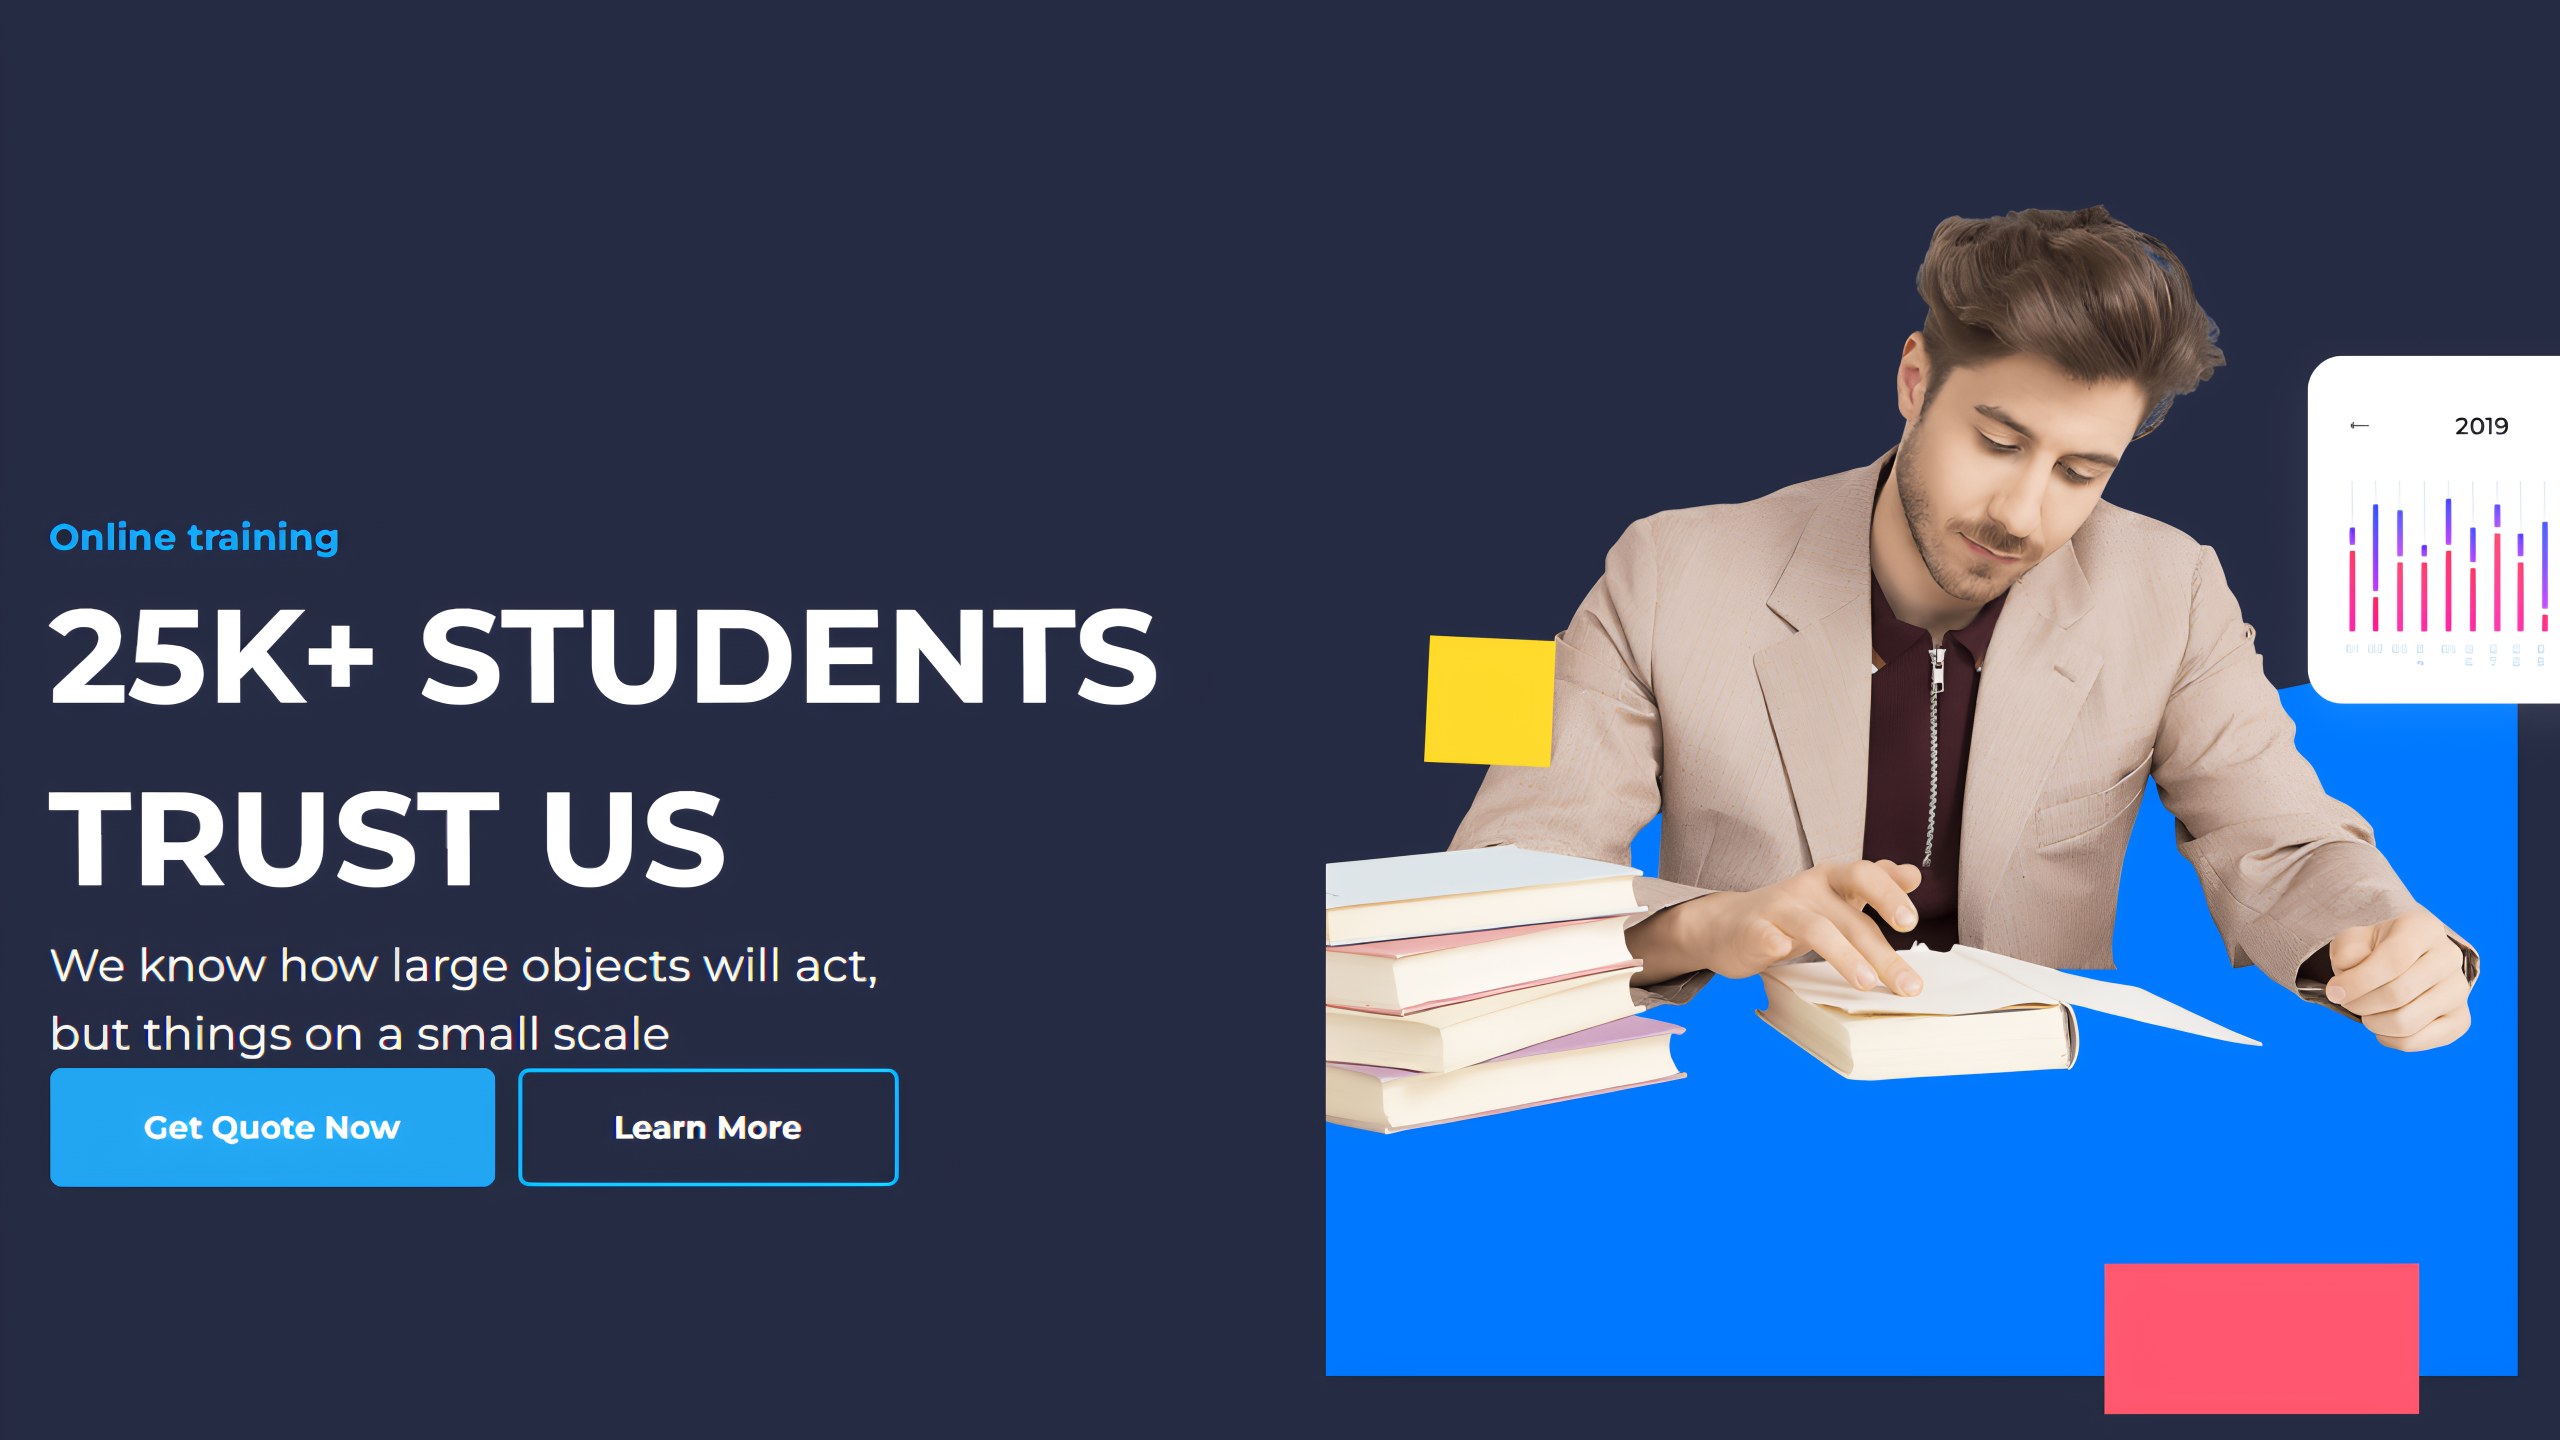 Online training
25K+ STUDENTS
TRUST US
We know how large objects will act,
but things on a small scale
Get Quote Now
Learn More
2019